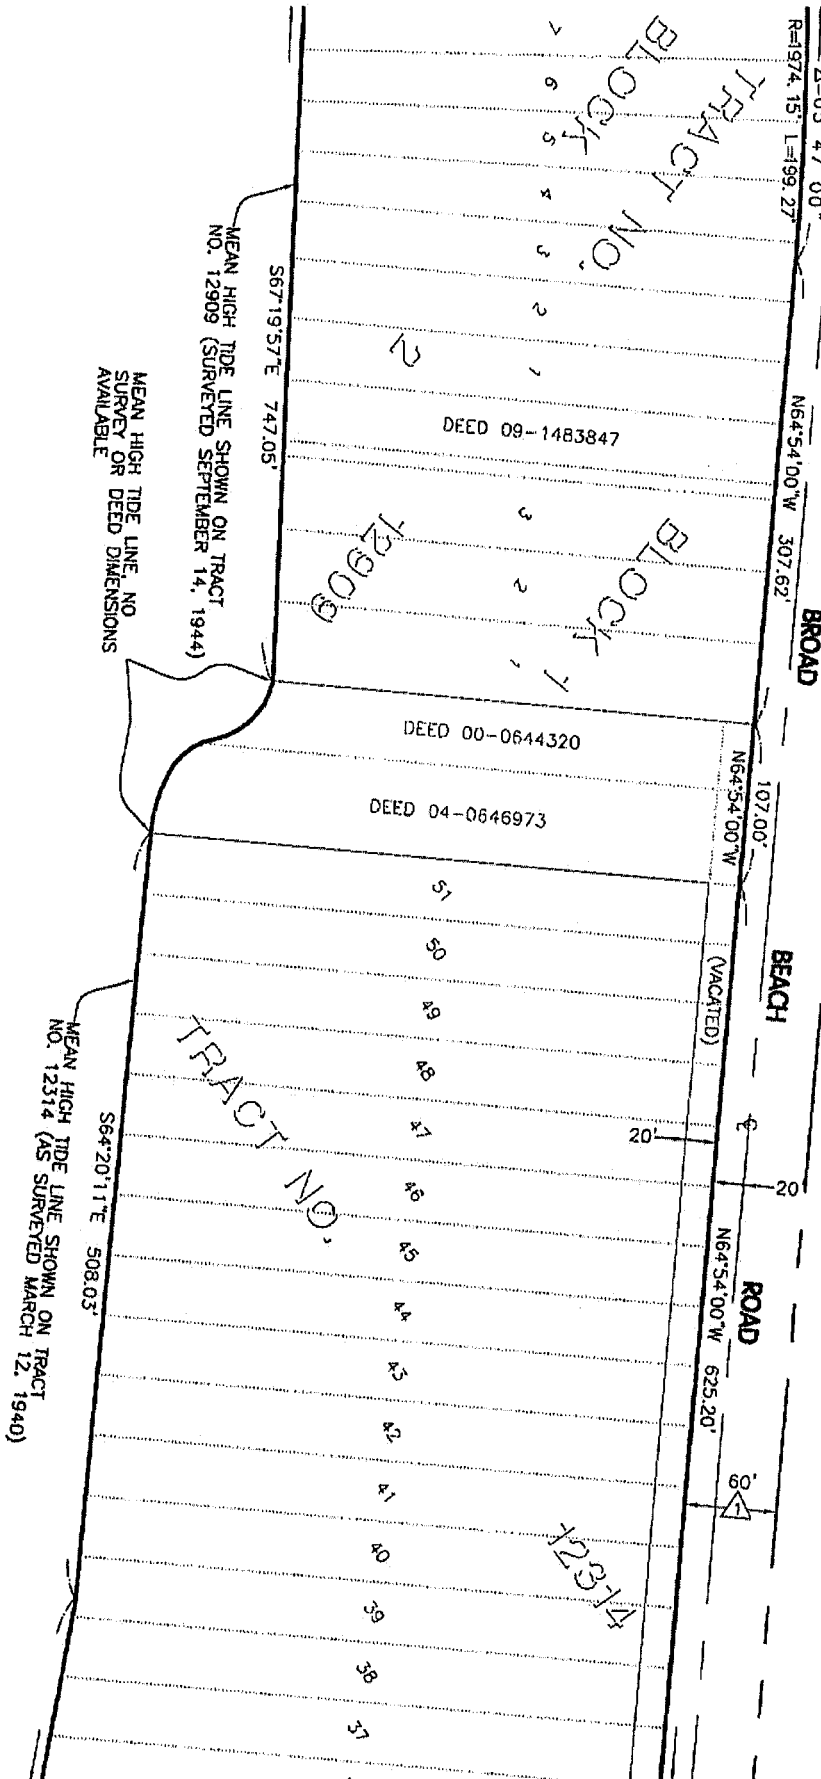 Δ=05°47'00"
R=1974.15' L=199.27'
N64°54'00"W 307.62'
BROAD
107.00'
N64°54'00"W
BEACH
(VACATED)
20'
20'
ROAD
N64°54'00"W 625.20'
60'
1
TRACT NO.
12909
BLOCK
2
7
6
5
4
3
2
1
DEED 09-1483847
BLOCK 1
3
2
1
DEED 00-0644320
DEED 04-0646973
51
50
49
48
47
46
45
44
43
42
41
40
39
38
37
TRACT NO.
12314
S67°19'57"E 747.05'
MEAN HIGH TIDE LINE SHOWN ON TRACT
NO. 12909 (SURVEYED SEPTEMBER 14, 1944)
MEAN HIGH TIDE LINE, NO
SURVEY OR DEED DIMENSIONS
AVAILABLE
S64°20'11"E 508.03'
MEAN HIGH TIDE LINE SHOWN ON TRACT
NO. 12314 (AS SURVEYED MARCH 12, 1940)